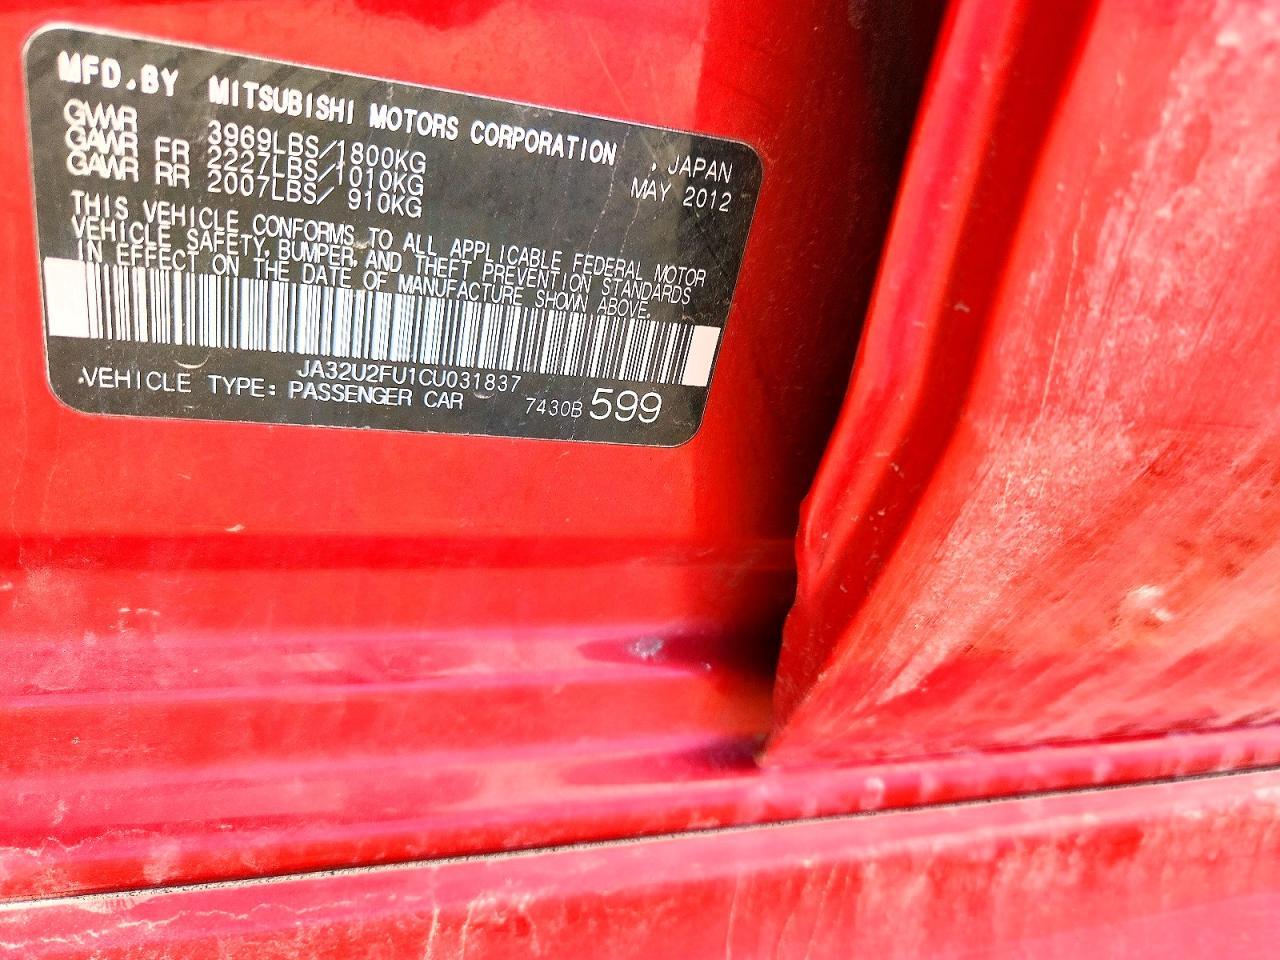 MFD.BY MITSUBISHI MOTORS CORPORATION
GVWR 3969LBS/1800KG , JAPAN
GAWR FR 2227LBS/1010KG MAY 2012
GAWR RR 2007LBS/ 910KG
THIS VEHICLE CONFORMS TO ALL APPLICABLE FEDERAL MOTOR
VEHICLE SAFETY, BUMPER, AND THEFT PREVENTION STANDARDS
IN EFFECT ON THE DATE OF MANUFACTURE SHOWN ABOVE.
JA32U2FU1CU031837
.VEHICLE TYPE: PASSENGER CAR 7430B 599